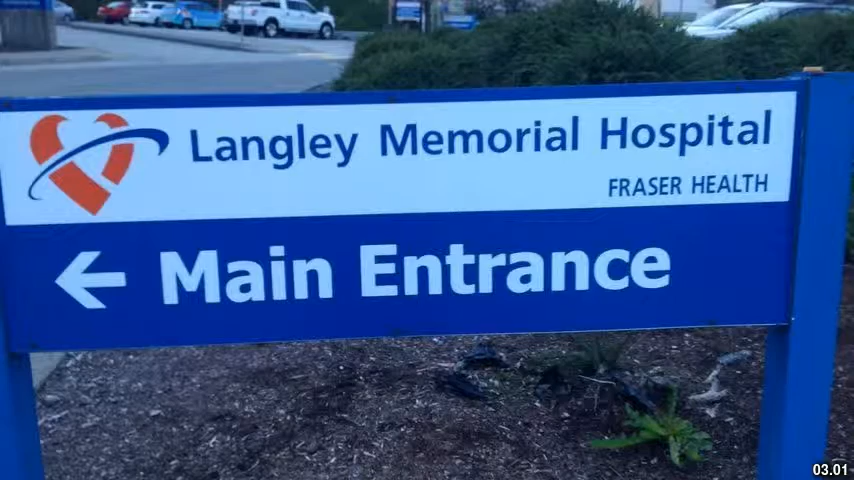 Langley Memorial Hospital
FRASER HEALTH
← Main Entrance
03.01